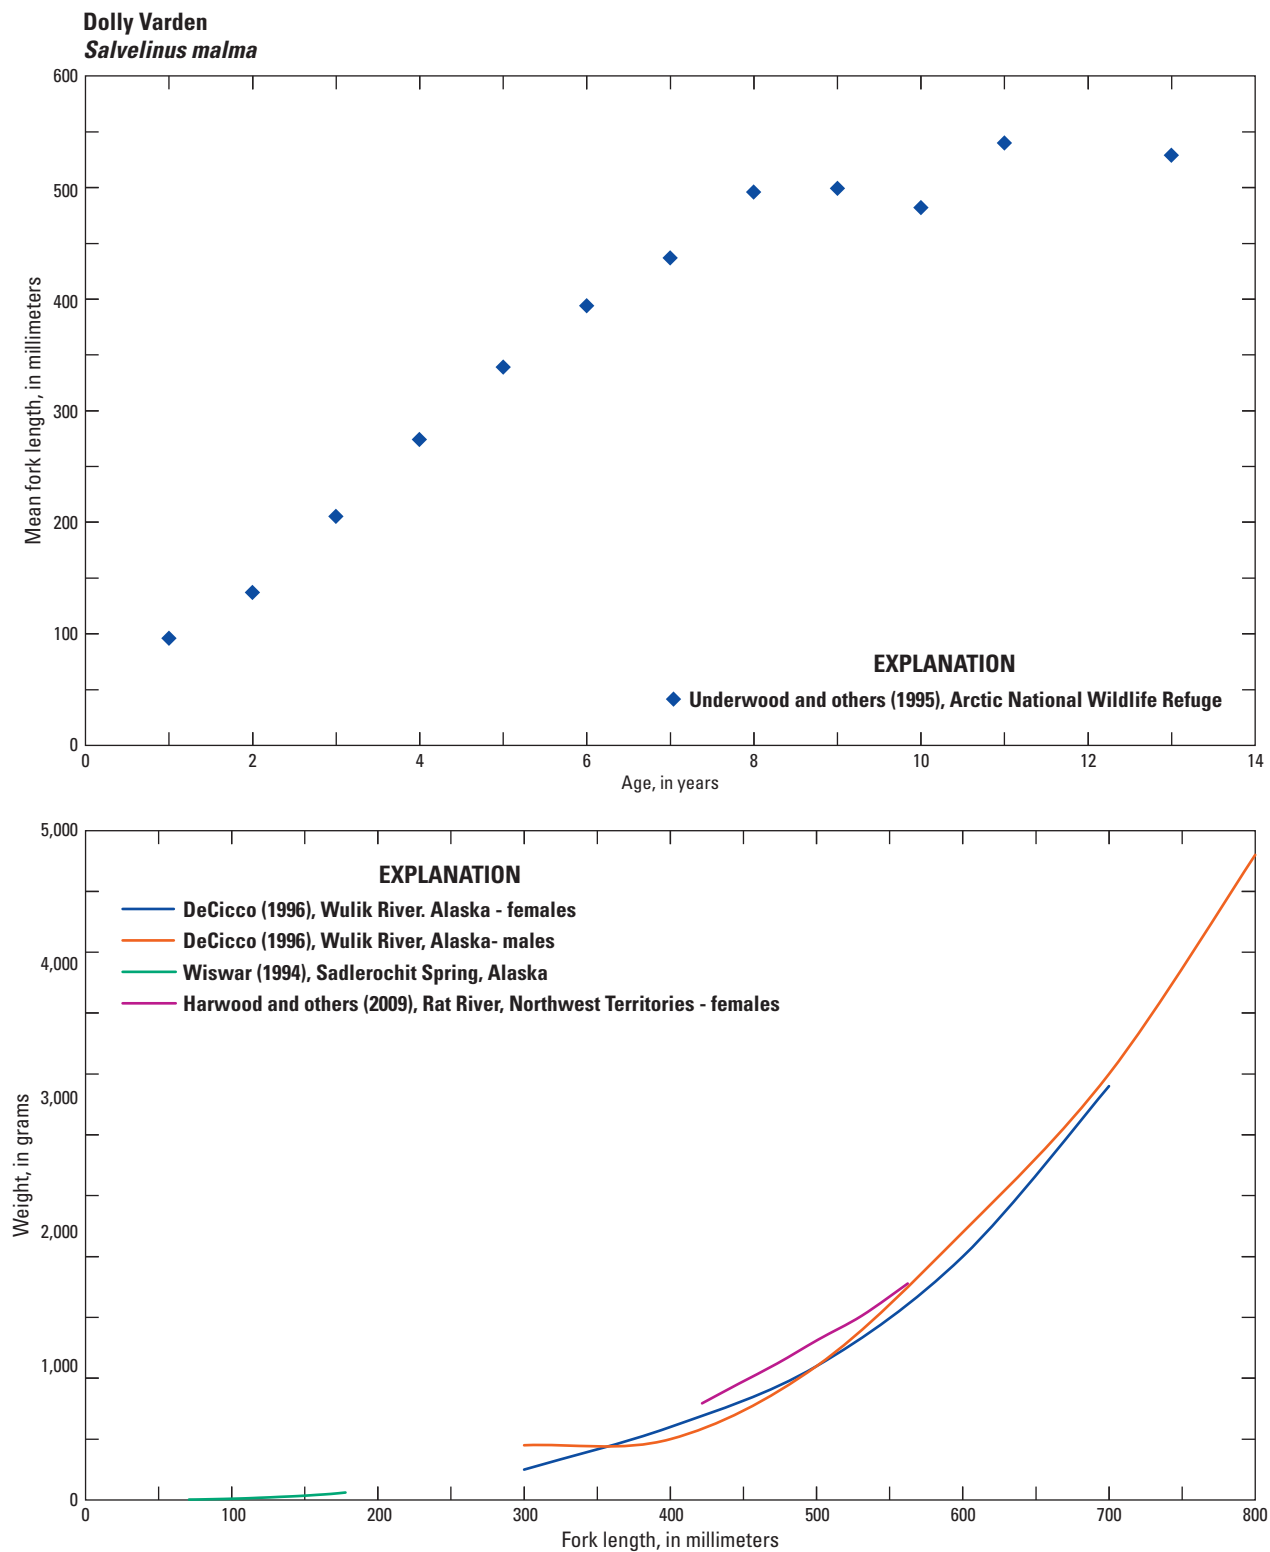 Dolly Varden
Salvelinus malma
600
500
400
300
200
100
0
Mean fork length, in millimeters
EXPLANATION
Underwood and others (1995), Arctic National Wildlife Refuge
0 2 4 6 8 10 12 14
Age, in years
5,000
4,000
3,000
2,000
1,000
0
Weight, in grams
EXPLANATION
DeCicco (1996), Wulik River. Alaska - females
DeCicco (1996), Wulik River, Alaska- males
Wiswar (1994), Sadlerochit Spring, Alaska
Harwood and others (2009), Rat River, Northwest Territories - females
0 100 200 300 400 500 600 700 800
Fork length, in millimeters